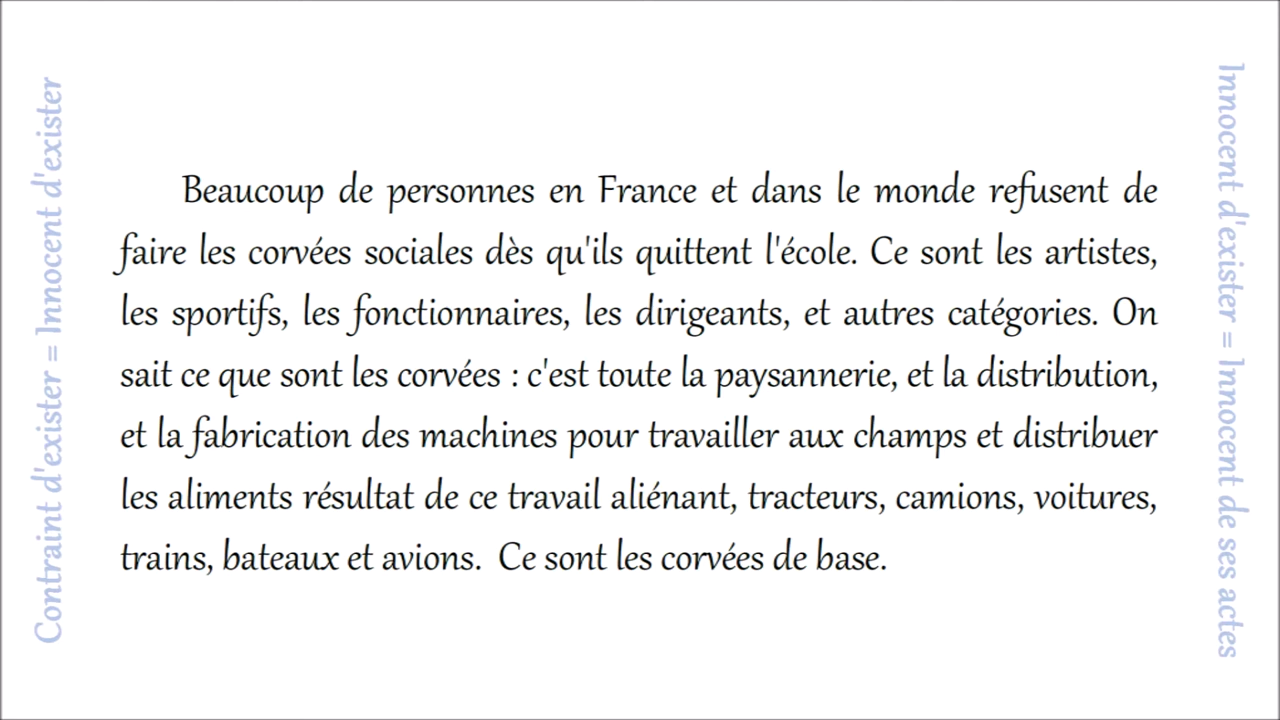 Contraint d'exister = Innocent d'exister
Beaucoup de personnes en France et dans le monde refusent de
faire les corvées sociales dès qu'ils quittent l'école. Ce sont les artistes,
les sportifs, les fonctionnaires, les dirigeants, et autres catégories. On
sait ce que sont les corvées : c'est toute la paysannerie, et la distribution,
et la fabrication des machines pour travailler aux champs et distribuer
les aliments résultat de ce travail aliénant, tracteurs, camions, voitures,
trains, bateaux et avions.  Ce sont les corvées de base.
Innocent d'exister = Innocent de ses actes